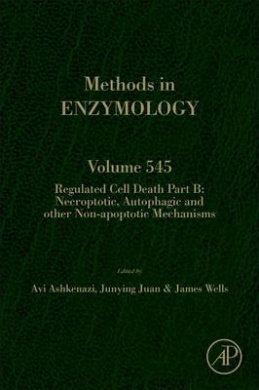 Methods in
ENZYMOLOGY
Volume 545
Regulated Cell Death Part B:
Necroptotic, Autophagic and
other Non-apoptotic Mechanisms
Edited by
Avi Ashkenazi, Junying Juan & James Wells
AP